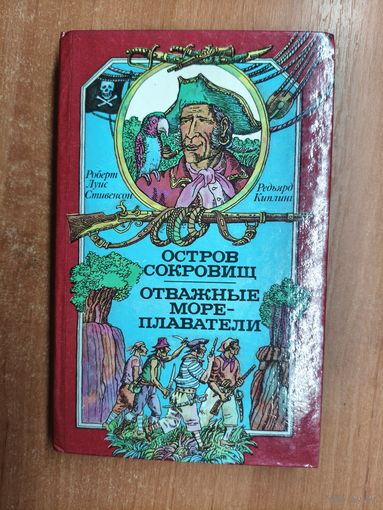 Роберт
Луис
Стивенсон
Редьярд
Киплинг
ОСТРОВ
СОКРОВИЩ
ОТВАЖНЫЕ
МОРЕ-
ПЛАВАТЕЛИ